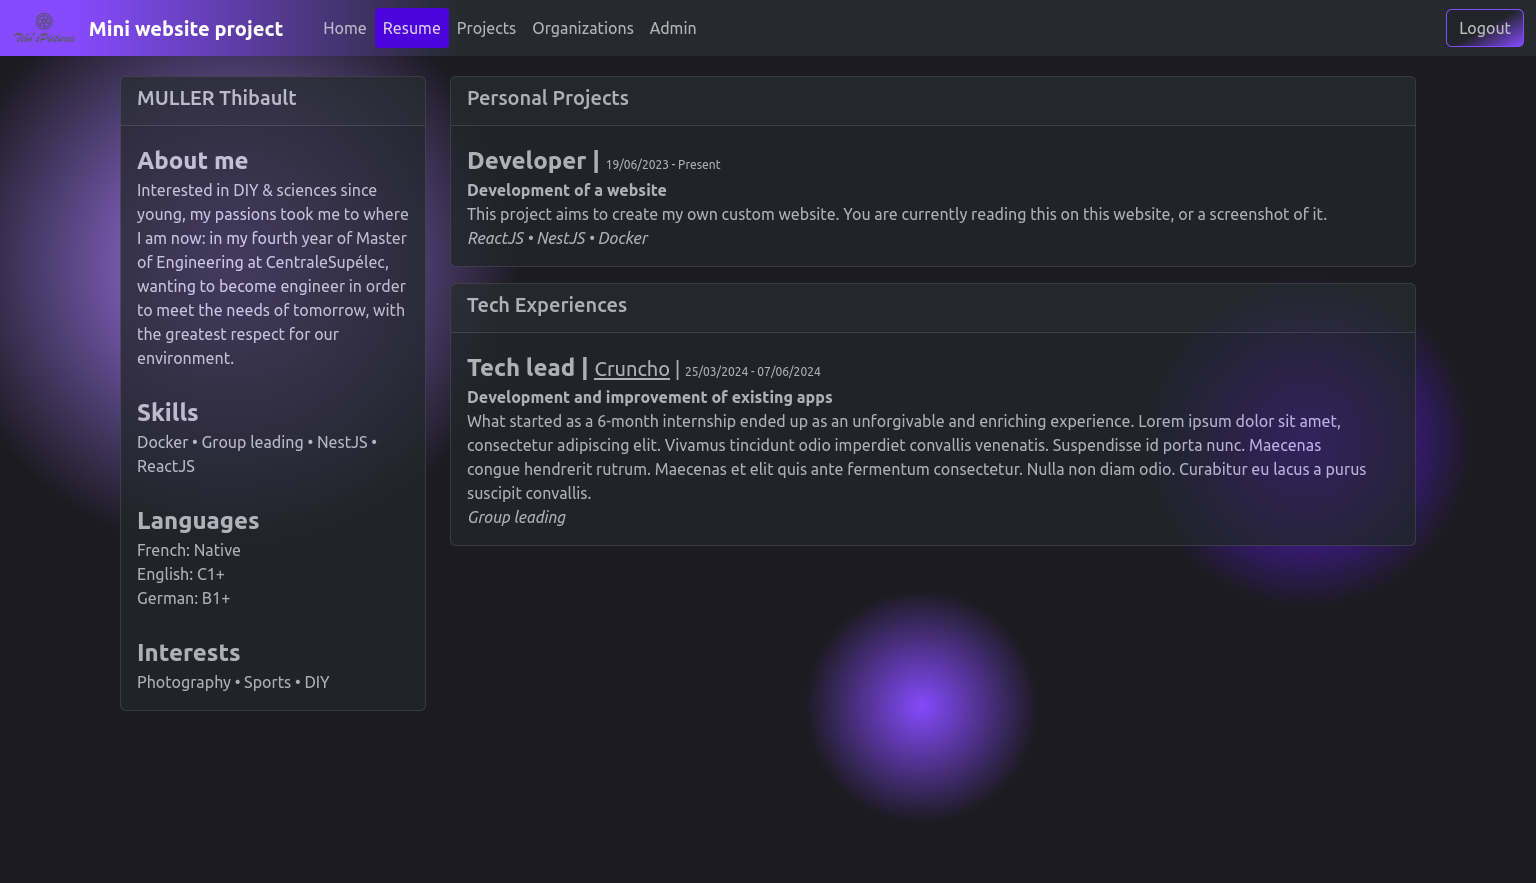 Tibo'sPictures
Mini website project
Home
Resume
Projects
Organizations
Admin
Logout
MULLER Thibault
About me
Interested in DIY & sciences since
young, my passions took me to where
I am now: in my fourth year of Master
of Engineering at CentraleSupélec,
wanting to become engineer in order
to meet the needs of tomorrow, with
the greatest respect for our
environment.
Skills
Docker • Group leading • NestJS •
ReactJS
Languages
French: Native
English: C1+
German: B1+
Interests
Photography • Sports • DIY
Personal Projects
Developer | 19/06/2023 - Present
Development of a website
This project aims to create my own custom website. You are currently reading this on this website, or a screenshot of it.
ReactJS • NestJS • Docker
Tech Experiences
Tech lead | Cruncho | 25/03/2024 - 07/06/2024
Development and improvement of existing apps
What started as a 6-month internship ended up as an unforgivable and enriching experience. Lorem ipsum dolor sit amet,
consectetur adipiscing elit. Vivamus tincidunt odio imperdiet convallis venenatis. Suspendisse id porta nunc. Maecenas
congue hendrerit rutrum. Maecenas et elit quis ante fermentum consectetur. Nulla non diam odio. Curabitur eu lacus a purus
suscipit convallis.
Group leading